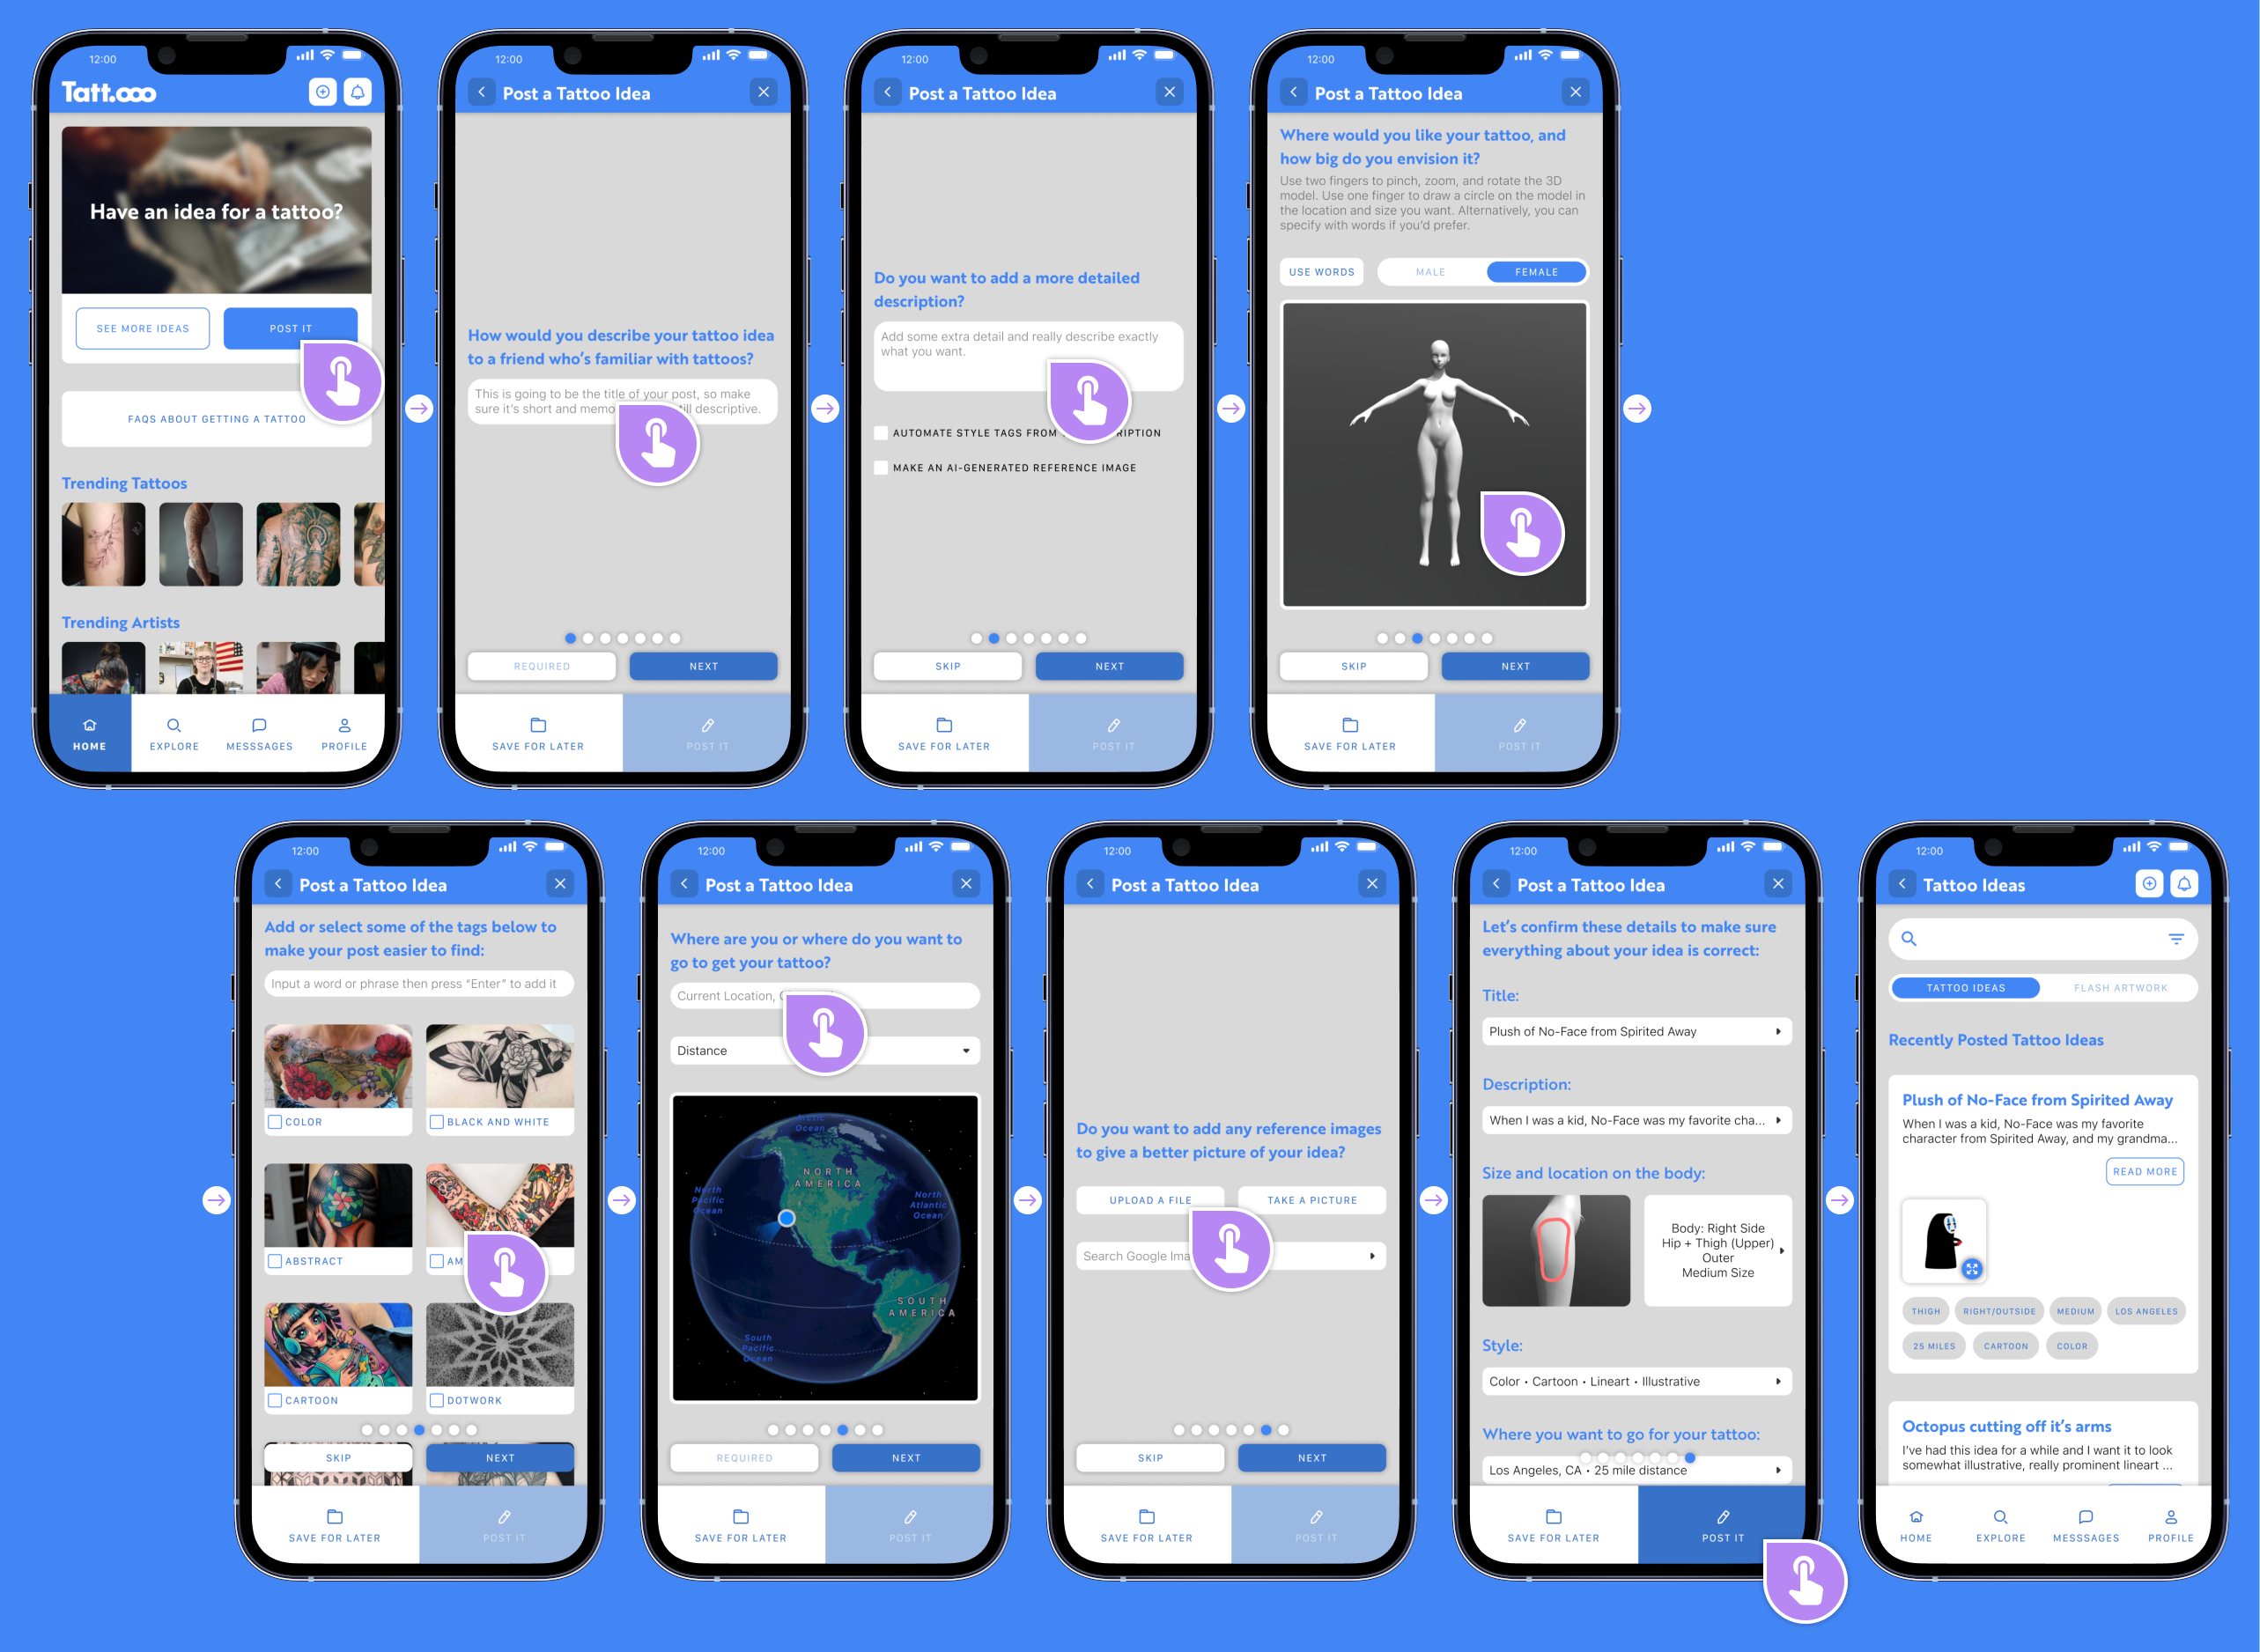 12:00
Tatt.ooo
Have an idea for a tattoo?
SEE MORE IDEAS
POST IT
FAQS ABOUT GETTING A TATTOO
Trending Tattoos
Trending Artists
HOME
EXPLORE
MESSSAGES
PROFILE
12:00
Post a Tattoo Idea
How would you describe your tattoo idea
to a friend who's familiar with tattoos?
This is going to be the title of your post, so make
sure it's short and memo ill descriptive.
REQUIRED
NEXT
SAVE FOR LATER
POST IT
12:00
Post a Tattoo Idea
Do you want to add a more detailed
description?
Add some extra detail and really describe exactly
what you want.
AUTOMATE STYLE TAGS FROM RIPTION
MAKE AN AI-GENERATED REFERENCE IMAGE
SKIP
NEXT
SAVE FOR LATER
POST IT
12:00
Post a Tattoo Idea
Where would you like your tattoo, and
how big do you envision it?
Use two fingers to pinch, zoom, and rotate the 3D
model. Use one finger to draw a circle on the model in
the location and size you want. Alternatively, you can
specify with words if you'd prefer.
USE WORDS
MALE
FEMALE
SKIP
NEXT
SAVE FOR LATER
POST IT
12:00
Post a Tattoo Idea
Add or select some of the tags below to
make your post easier to find:
Input a word or phrase then press “Enter” to add it
COLOR
BLACK AND WHITE
ABSTRACT
AM
CARTOON
DOTWORK
SKIP
NEXT
SAVE FOR LATER
POST IT
12:00
Post a Tattoo Idea
Where are you or where do you want to
go to get your tattoo?
Current Location,
Distance
Arctic
Ocean
NORTH
AMERICA
North
Pacific
Ocean
North
Atlantic
Ocean
SOUTH
AMERICA
South
Pacific
Ocean
REQUIRED
NEXT
SAVE FOR LATER
POST IT
12:00
Post a Tattoo Idea
Do you want to add any reference images
to give a better picture of your idea?
UPLOAD A FILE
TAKE A PICTURE
Search Google Ima
SKIP
NEXT
SAVE FOR LATER
POST IT
12:00
Post a Tattoo Idea
Let's confirm these details to make sure
everything about your idea is correct:
Title:
Plush of No-Face from Spirited Away
Description:
When I was a kid, No-Face was my favorite cha...
Size and location on the body:
Body: Right Side
Hip + Thigh (Upper)
Outer
Medium Size
Style:
Color • Cartoon • Lineart • Illustrative
Where you want to go for your tattoo:
Los Angeles, CA • 25 mile distance
SAVE FOR LATER
POST IT
12:00
Tattoo Ideas
TATTOO IDEAS
FLASH ARTWORK
Recently Posted Tattoo Ideas
Plush of No-Face from Spirited Away
When I was a kid, No-Face was my favorite
character from Spirited Away, and my grandma...
READ MORE
THIGH
RIGHT/OUTSIDE
MEDIUM
LOS ANGELES
25 MILES
CARTOON
COLOR
Octopus cutting off it's arms
I've had this idea for a while and I want it to look
somewhat illustrative, really prominent lineart ...
HOME
EXPLORE
MESSSAGES
PROFILE